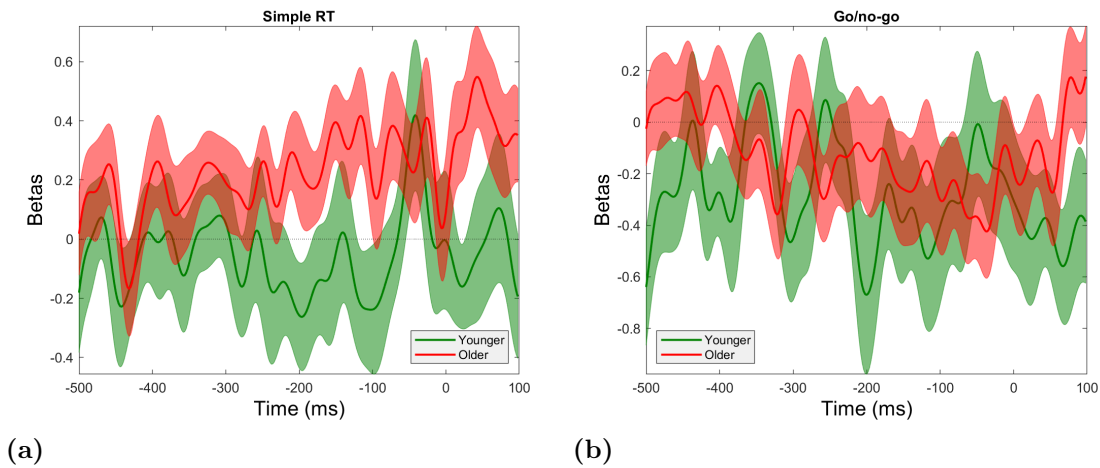 Simple RT
Betas
0.6
0.4
0.2
0
-0.2
-0.4
-500 -400 -300 -200 -100 0 100
Time (ms)
Younger
Older
(a)
Go/no-go
Betas
0.2
0
-0.2
-0.4
-0.6
-0.8
-500 -400 -300 -200 -100 0 100
Time (ms)
Younger
Older
(b)